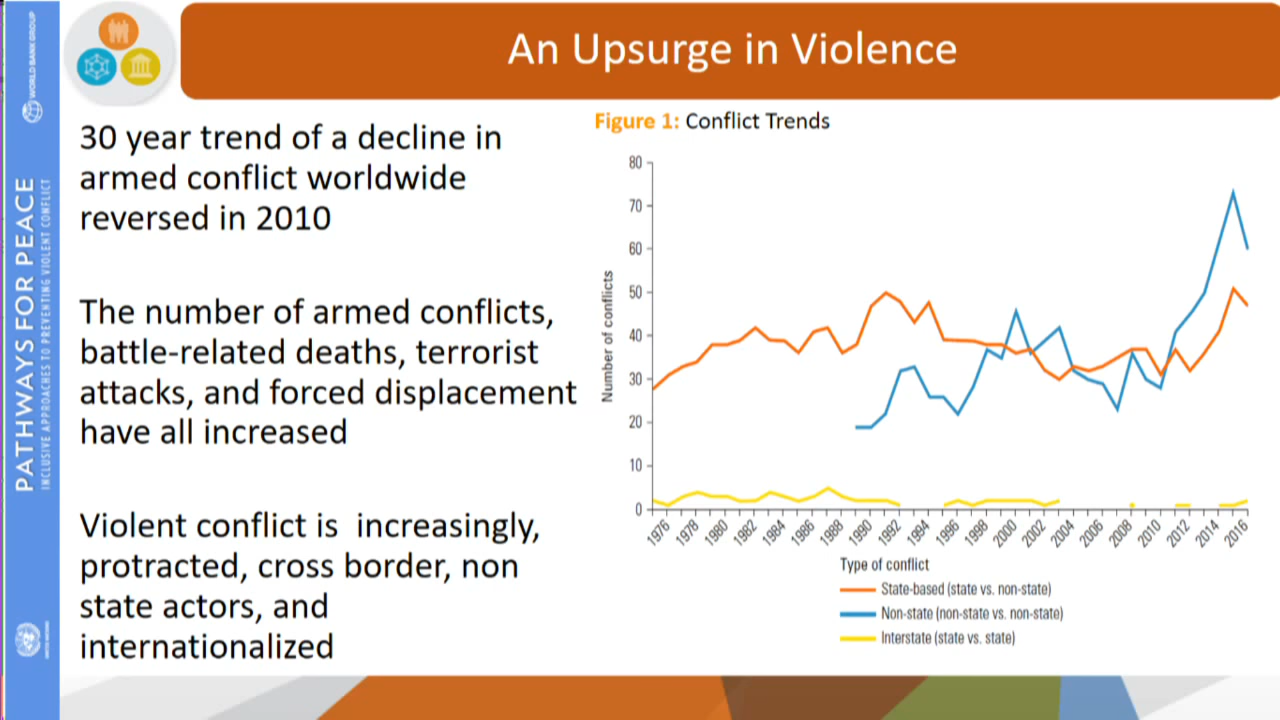 An Upsurge in Violence
WORLD BANK GROUP
PATHWAYS FOR PEACE
INCLUSIVE APPROACHES TO PREVENTING VIOLENT CONFLICT
UNITED NATIONS
30 year trend of a decline in
armed conflict worldwide
reversed in 2010
The number of armed conflicts,
battle-related deaths, terrorist
attacks, and forced displacement
have all increased
Violent conflict is increasingly,
protracted, cross border, non
state actors, and
internationalized
Figure 1: Conflict Trends
Number of conflicts
80
70
60
50
40
30
20
10
0
1976 1978 1980 1982 1984 1986 1988 1990 1992 1994 1996 1998 2000 2002 2004 2006 2008 2010 2012 2014 2016
Type of conflict
State-based (state vs. non-state)
Non-state (non-state vs. non-state)
Interstate (state vs. state)